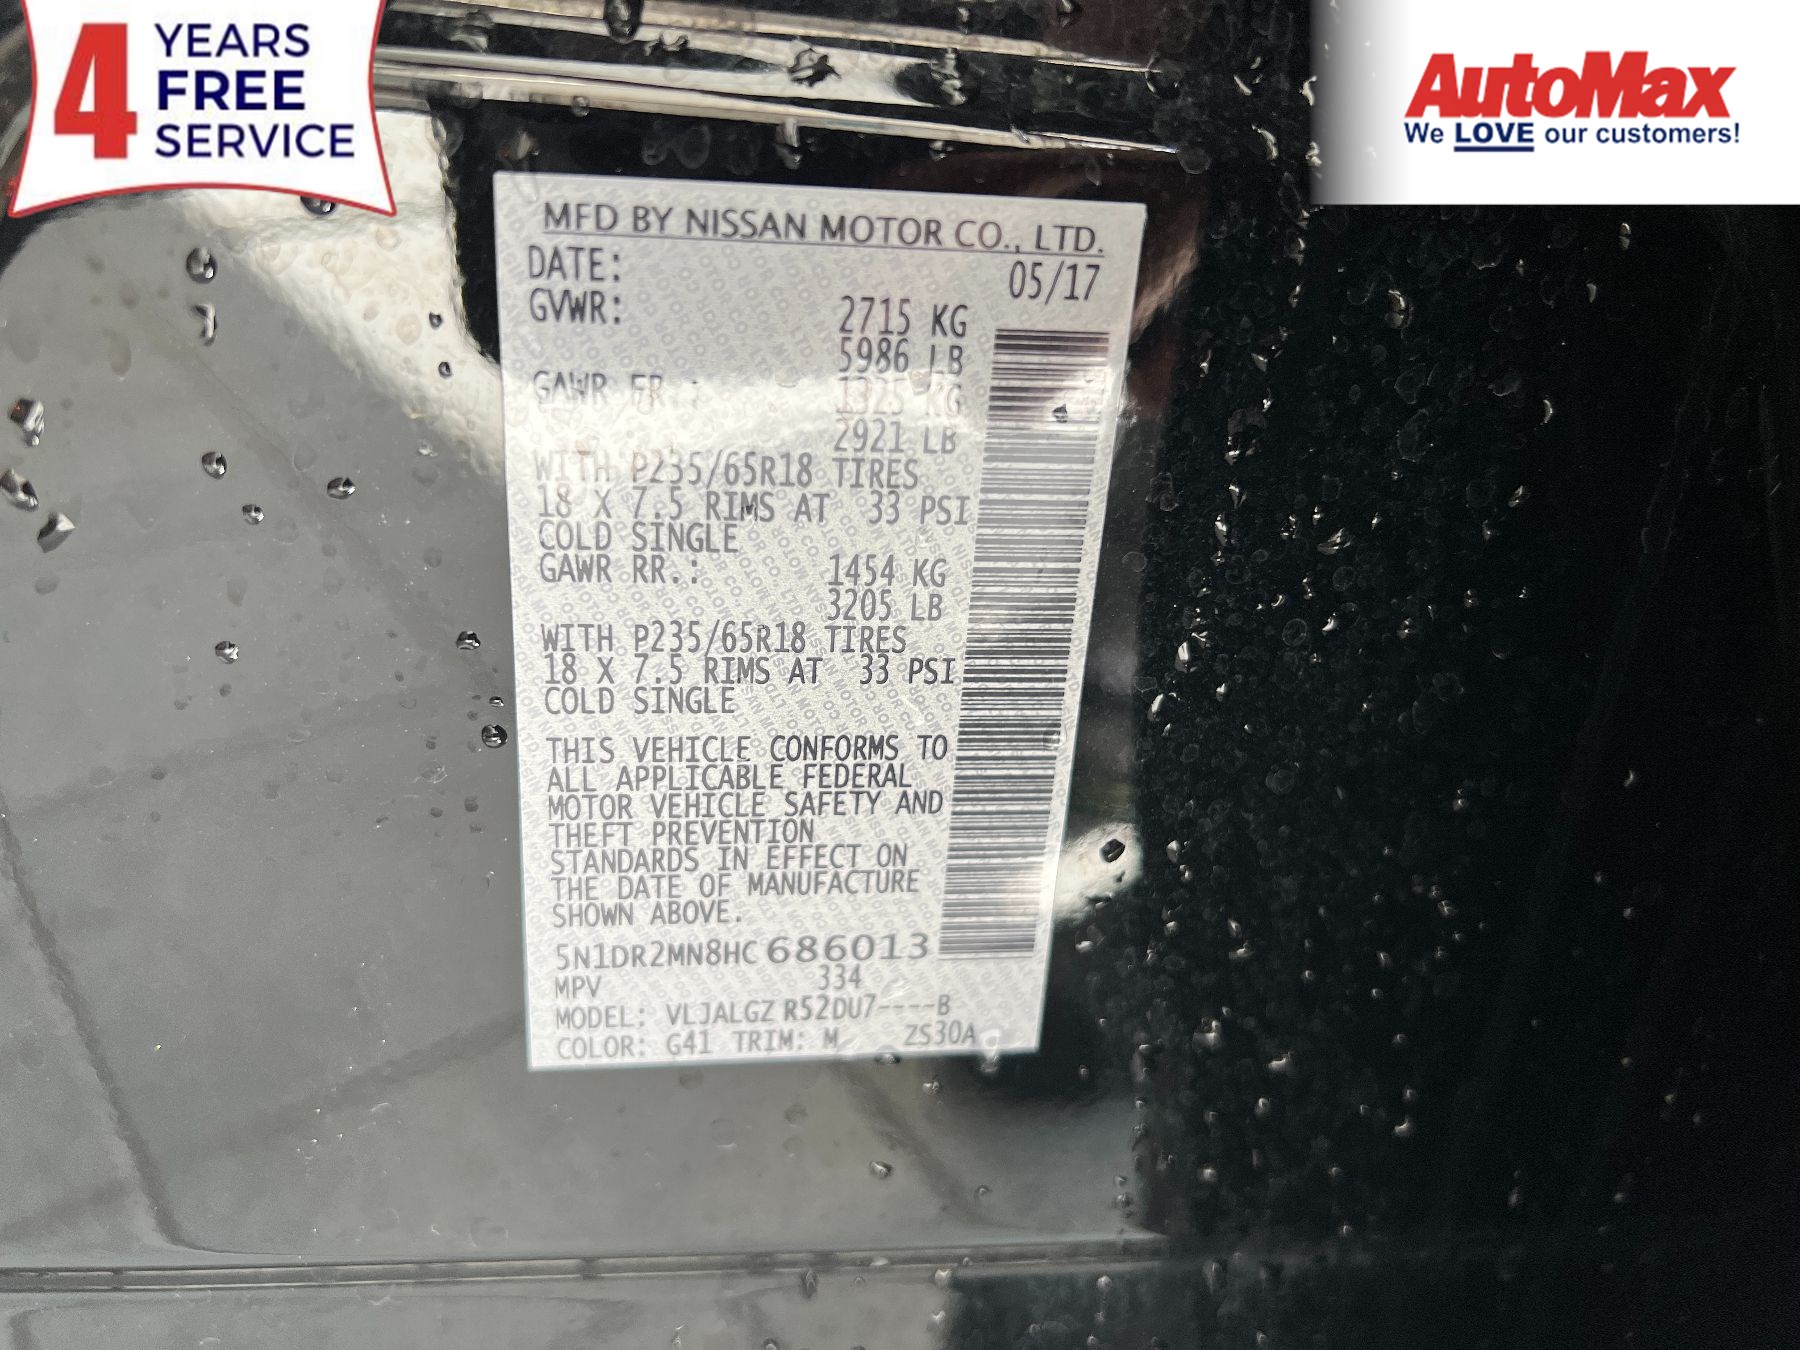 4 YEARS
FREE
SERVICE
AutoMax
We LOVE our customers!
MFD BY NISSAN MOTOR CO., LTD.
DATE: 05/17
GVWR: 2715 KG
5986 LB
GAWR FR.: 1325 KG
2921 LB
WITH P235/65R18 TIRES
18 X 7.5 RIMS AT 33 PSI
COLD SINGLE
GAWR RR.: 1454 KG
3205 LB
WITH P235/65R18 TIRES
18 X 7.5 RIMS AT 33 PSI
COLD SINGLE
THIS VEHICLE CONFORMS TO
ALL APPLICABLE FEDERAL
MOTOR VEHICLE SAFETY AND
THEFT PREVENTION
STANDARDS IN EFFECT ON
THE DATE OF MANUFACTURE
SHOWN ABOVE.
5N1DR2MN8HC686013
MPV 334
MODEL: VLJALGZ R52DU7----B
COLOR: G41 TRIM: M ZS30A